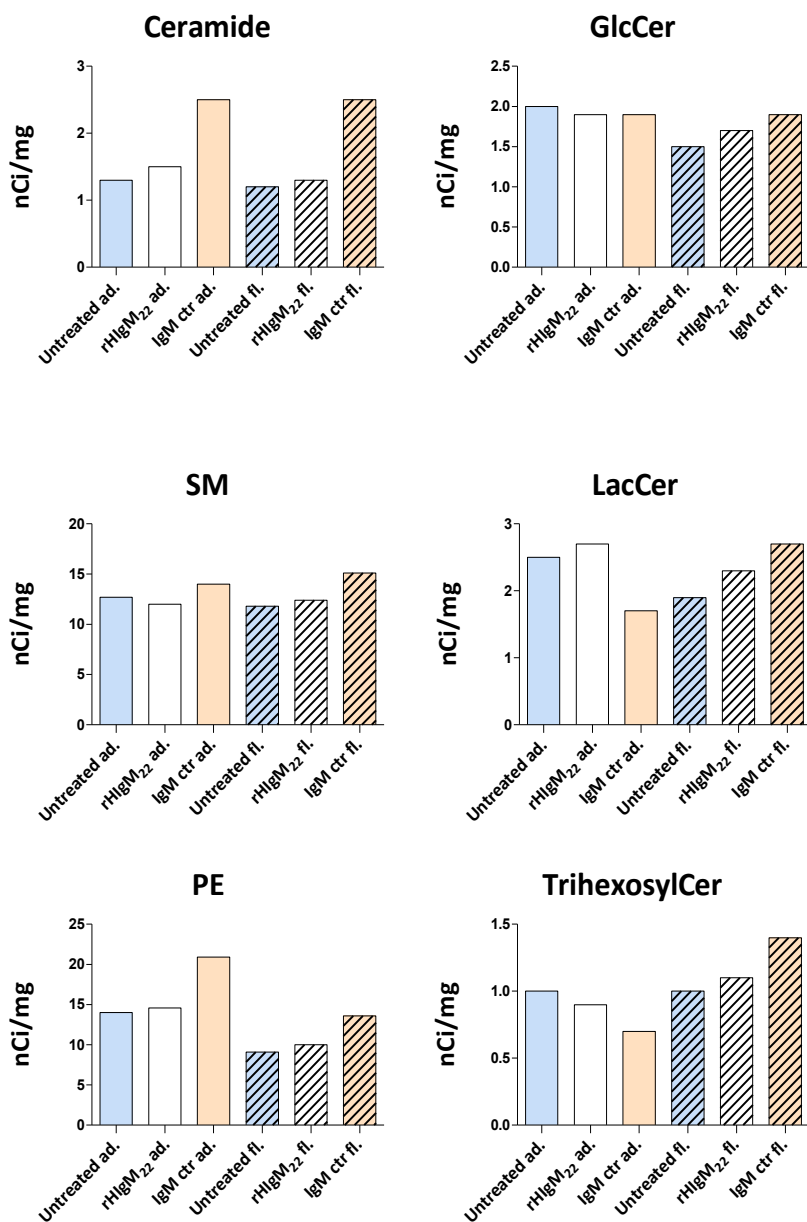 Ceramide
nCi/mg
3
2
1
0
Untreated ad.
rHIgM22 ad.
IgM ctr ad.
Untreated fl.
rHIgM22 fl.
IgM ctr fl.
GlcCer
nCi/mg
2.5
2.0
1.5
1.0
0.5
0.0
Untreated ad.
rHIgM22 ad.
IgM ctr ad.
Untreated fl.
rHIgM22 fl.
IgM ctr fl.
SM
nCi/mg
20
15
10
5
0
Untreated ad.
rHIgM22 ad.
IgM ctr ad.
Untreated fl.
rHIgM22 fl.
IgM ctr fl.
LacCer
nCi/mg
3
2
1
0
Untreated ad.
rHIgM22 ad.
IgM ctr ad.
Untreated fl.
rHIgM22 fl.
IgM ctr fl.
PE
nCi/mg
25
20
15
10
5
0
Untreated ad.
rHIgM22 ad.
IgM ctr ad.
Untreated fl.
rHIgM22 fl.
IgM ctr fl.
TrihexosylCer
nCi/mg
1.5
1.0
0.5
0.0
Untreated ad.
rHIgM22 ad.
IgM ctr ad.
Untreated fl.
rHIgM22 fl.
IgM ctr fl.